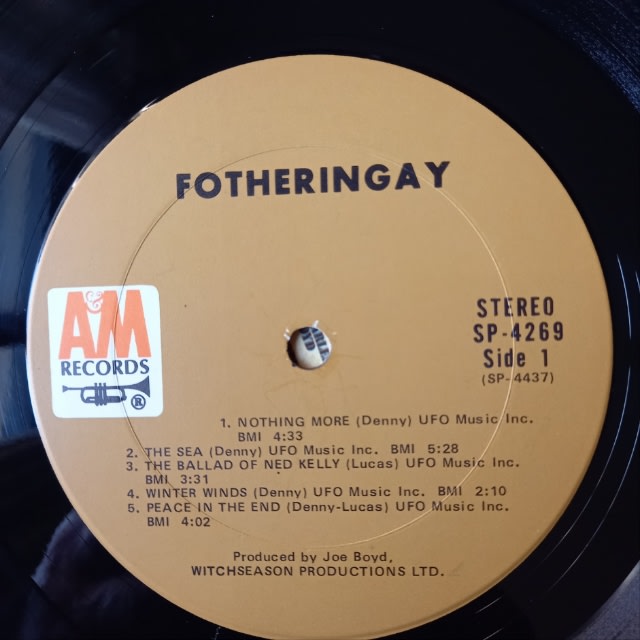 FOTHERINGAY
A&M
RECORDS
®
STEREO
SP-4269
Side 1
(SP-4437)
1. NOTHING MORE (Denny) UFO Music Inc.
BMI 4:33
2. THE SEA (Denny) UFO Music Inc. BMI 5:28
3. THE BALLAD OF NED KELLY (Lucas) UFO Music Inc.
BMI 3:31
4. WINTER WINDS (Denny) UFO Music Inc. BMI 2:10
5. PEACE IN THE END (Denny-Lucas) UFO Music Inc.
BMI 4:02
Produced by Joe Boyd,
WITCHSEASON PRODUCTIONS LTD.